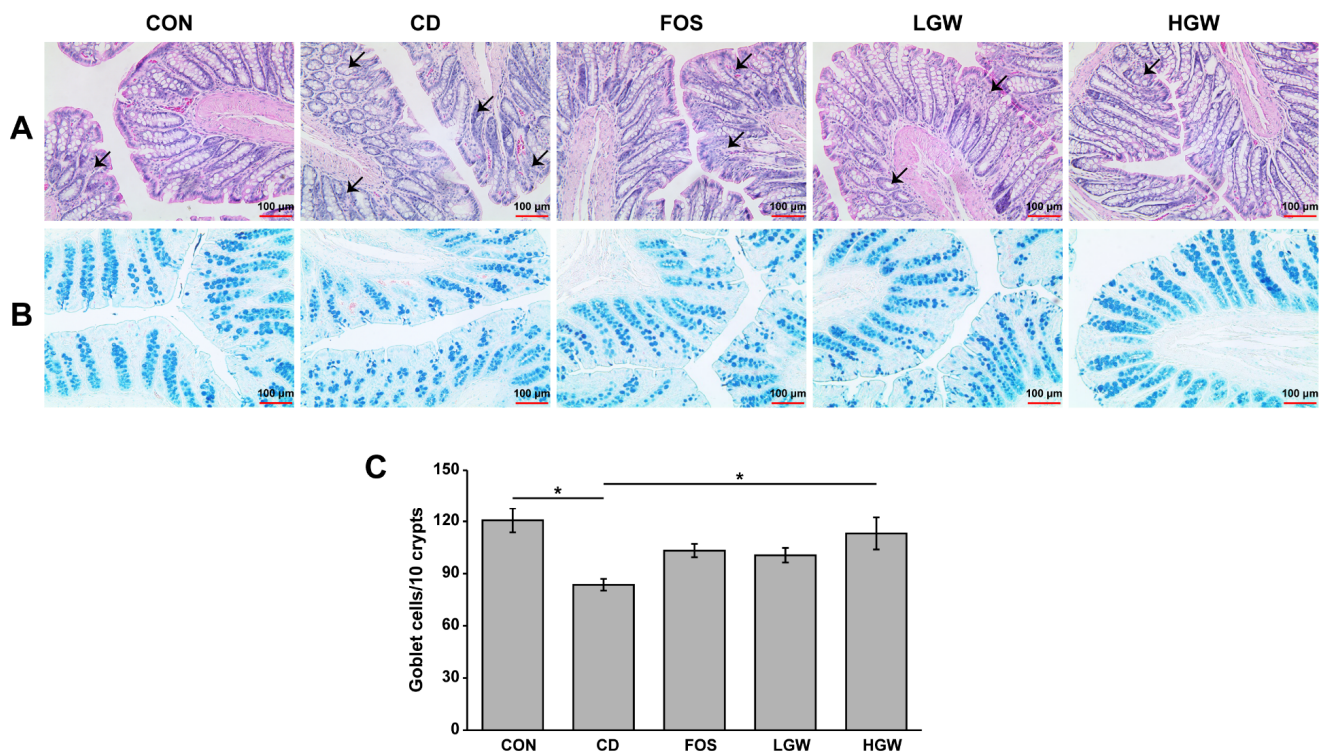 CON CD FOS LGW HGW
A
100 µm 100 µm 100 µm 100 µm 100 µm
B
100 µm 100 µm 100 µm 100 µm 100 µm
C
Goblet cells/10 crypts
150
120
90
60
30
0
* *
CON CD FOS LGW HGW